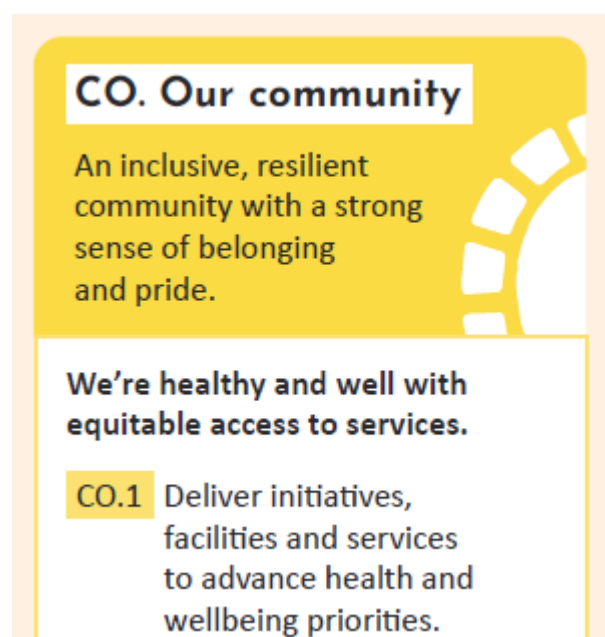 CO. Our community
An inclusive, resilient
community with a strong
sense of belonging
and pride.
We’re healthy and well with
equitable access to services.
CO.1 Deliver initiatives,
facilities and services
to advance health and
wellbeing priorities.